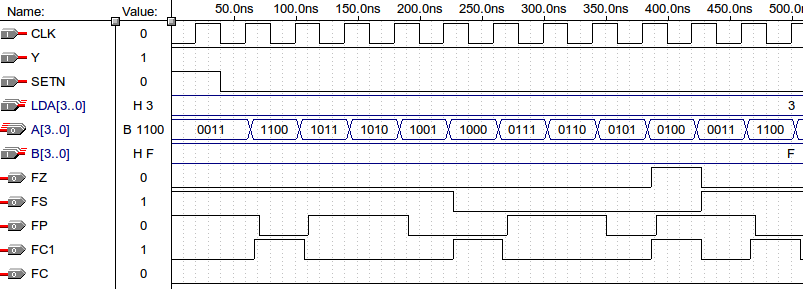 Name: Value: 50.0ns 100.0ns 150.0ns 200.0ns 250.0ns 300.0ns 350.0ns 400.0ns 450.0ns 500.0n
CLK 0
Y 1
SETN 0
LDA[3..0] H 3 3
A[3..0] B 1100 0011 1100 1011 1010 1001 1000 0111 0110 0101 0100 0011 1100
B[3..0] H F F
FZ 0
FS 1
FP 0
FC1 1
FC 0